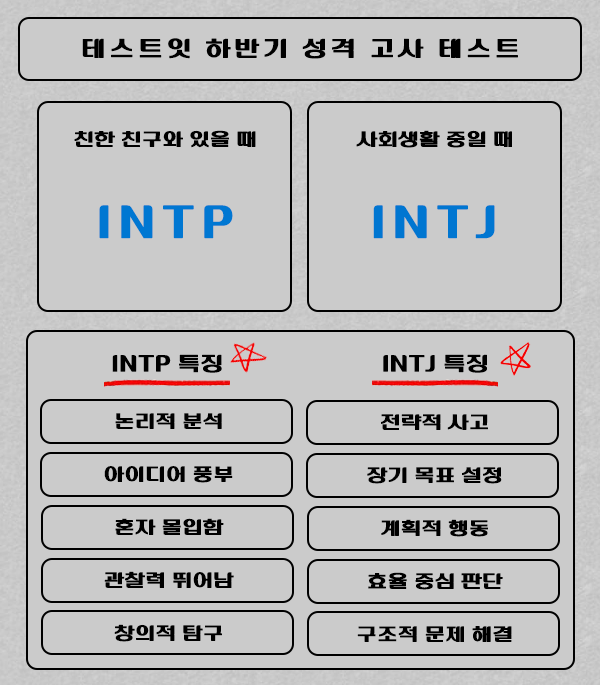 테스트잇 하반기 성격 고사 테스트
친한 친구와 있을 때
INTP
사회생활 중일 때
INTJ
INTP 특징
논리적 분석
아이디어 풍부
혼자 몰입함
관찰력 뛰어남
창의적 탐구
INTJ 특징
전략적 사고
장기 목표 설정
계획적 행동
효율 중심 판단
구조적 문제 해결